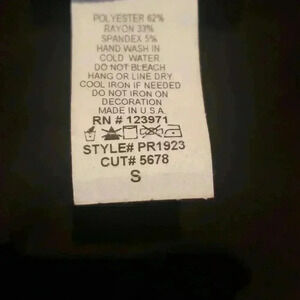 POLYESTER 62%
RAYON 33%
SPANDEX 5%
HAND WASH IN
COLD WATER
DO NOT BLEACH
HANG OR LINE DRY
COOL IRON IF NEEDED
DO NOT IRON ON
DECORATION
MADE IN U.S.A.
RN # 123971
STYLE# PR1923
CUT# 5678
S